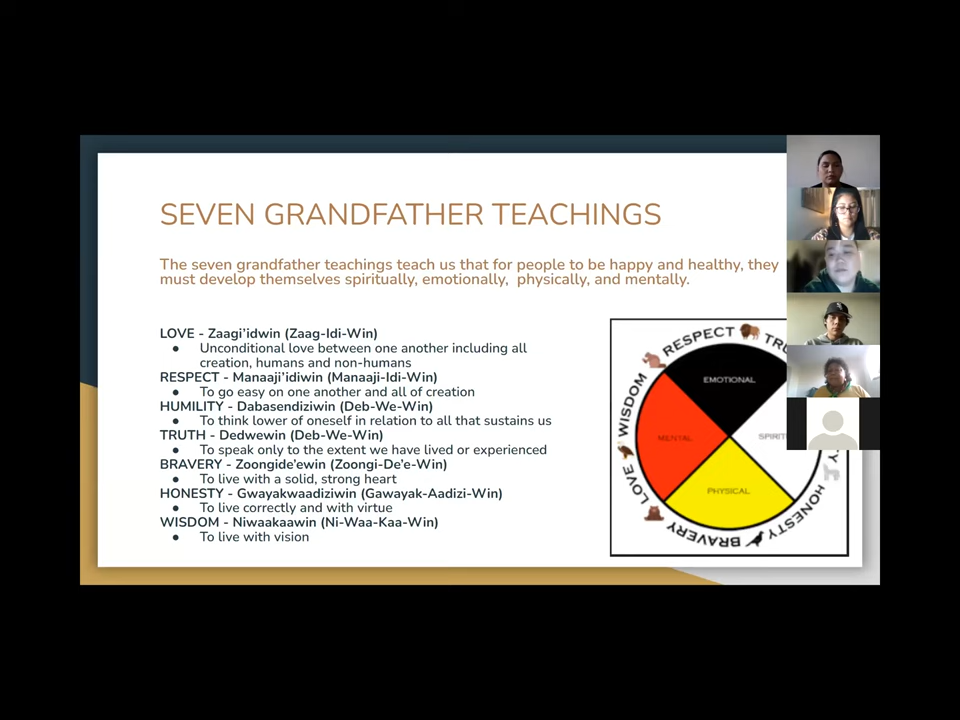 SEVEN GRANDFATHER TEACHINGS
The seven grandfather teachings teach us that for people to be happy and healthy, they
must develop themselves spiritually, emotionally, physically, and mentally.
LOVE - Zaagi'idwin (Zaag-Idi-Win)
● Unconditional love between one another including all
creation, humans and non-humans
RESPECT - Manaaji'idiwin (Manaaji-Idi-Win)
● To go easy on one another and all of creation
HUMILITY - Dabasendiziwin (Deb-We-Win)
● To think lower of oneself in relation to all that sustains us
TRUTH - Dedwewin (Deb-We-Win)
● To speak only to the extent we have lived or experienced
BRAVERY - Zoongide'ewin (Zoongi-De'e-Win)
● To live with a solid, strong heart
HONESTY - Gwayakwaadiziwin (Gawayak-Aadizi-Win)
● To live correctly and with virtue
WISDOM - Niwaakaawin (Ni-Waa-Kaa-Win)
● To live with vision
RESPECT
HONESTY
BRAVERY
LOVE
WISDOM
EMOTIONAL
MENTAL
PHYSICAL